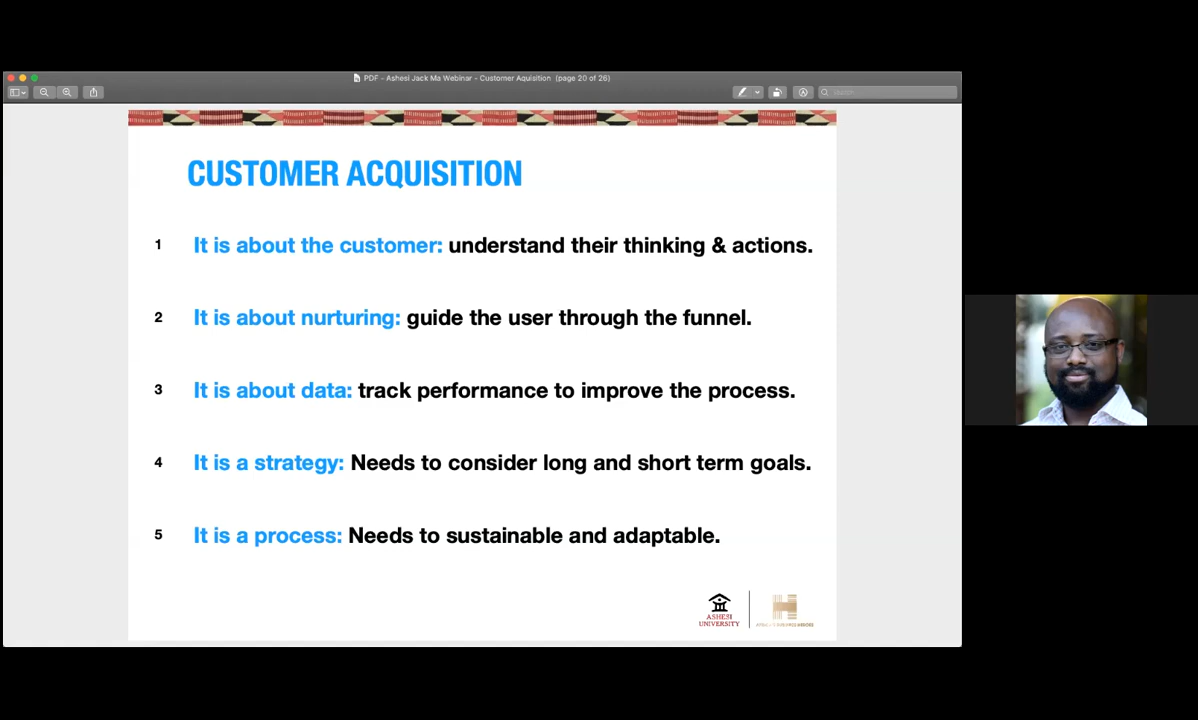 PDF - Ashesi Jack Ma Webinar - Customer Aquisition (page 20 of 26)
Search
CUSTOMER ACQUISITION
1 It is about the customer: understand their thinking & actions.
2 It is about nurturing: guide the user through the funnel.
3 It is about data: track performance to improve the process.
4 It is a strategy: Needs to consider long and short term goals.
5 It is a process: Needs to sustainable and adaptable.
ASHESI
UNIVERSITY